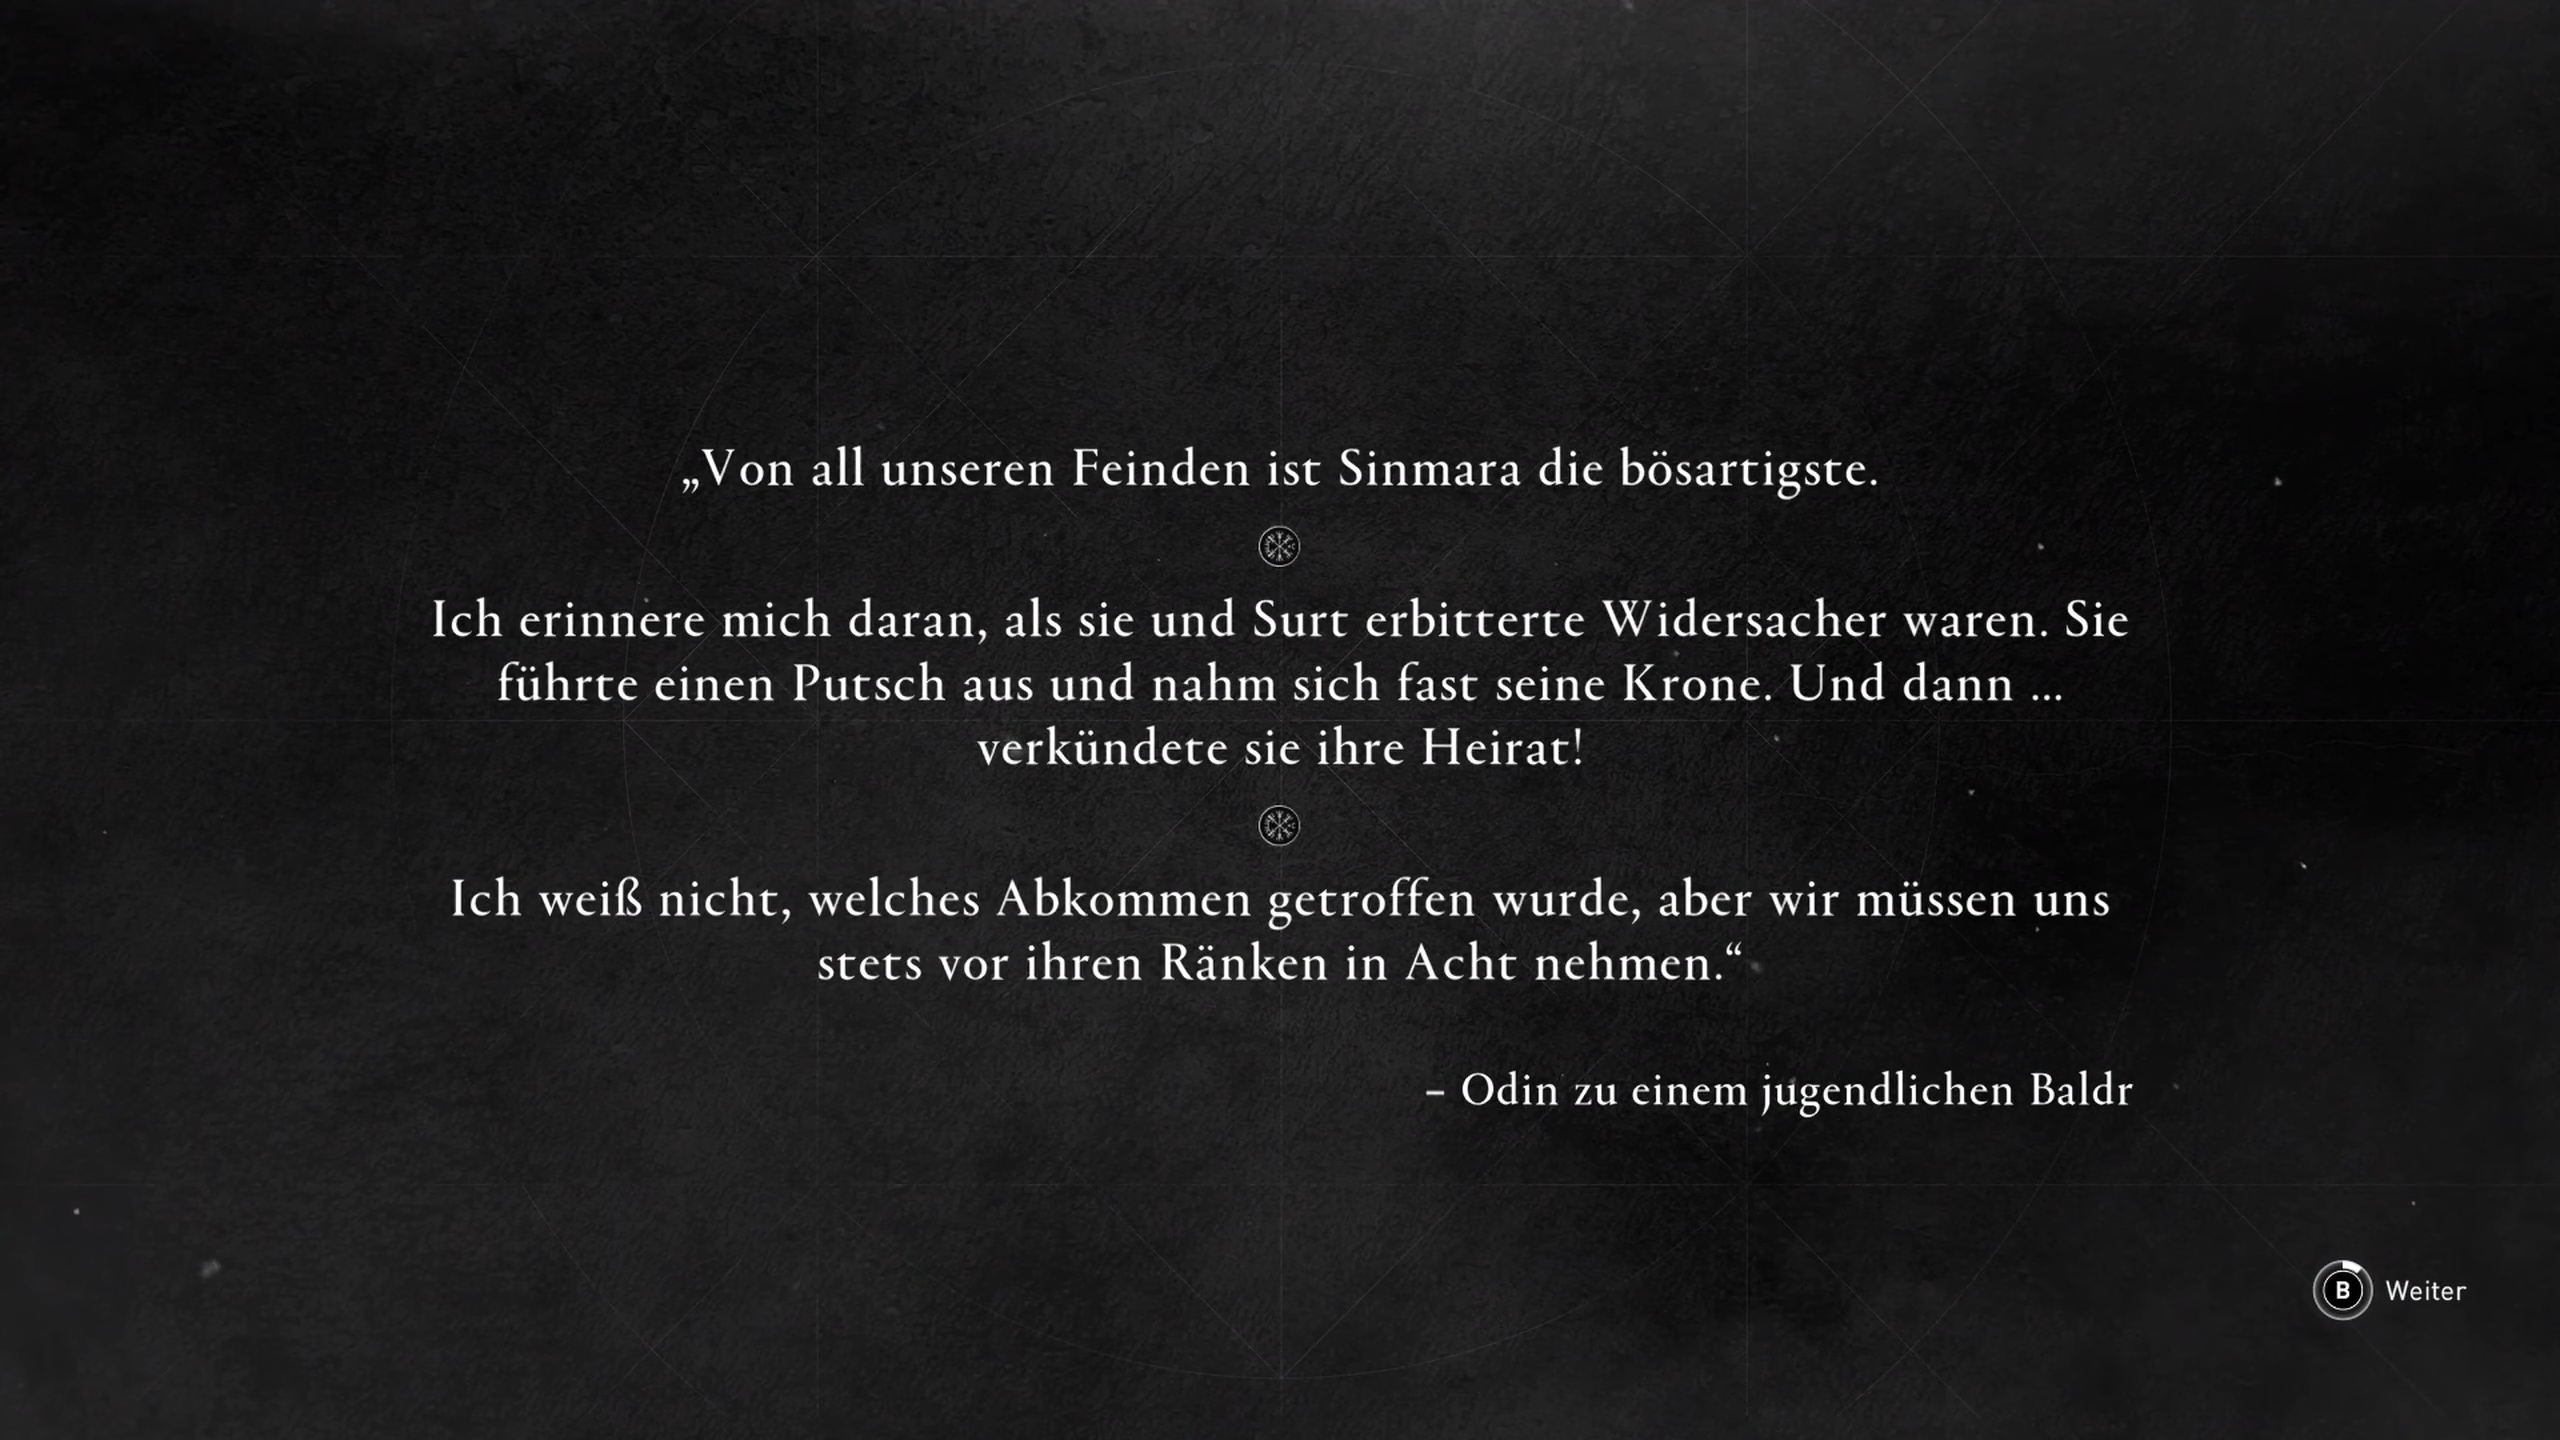 „Von all unseren Feinden ist Sinmara die bösartigste.
Ich erinnere mich daran, als sie und Surt erbitterte Widersacher waren. Sie
führte einen Putsch aus und nahm sich fast seine Krone. Und dann ...
verkündete sie ihre Heirat!
Ich weiß nicht, welches Abkommen getroffen wurde, aber wir müssen uns
stets vor ihren Ränken in Acht nehmen.“
– Odin zu einem jugendlichen Baldr
B Weiter